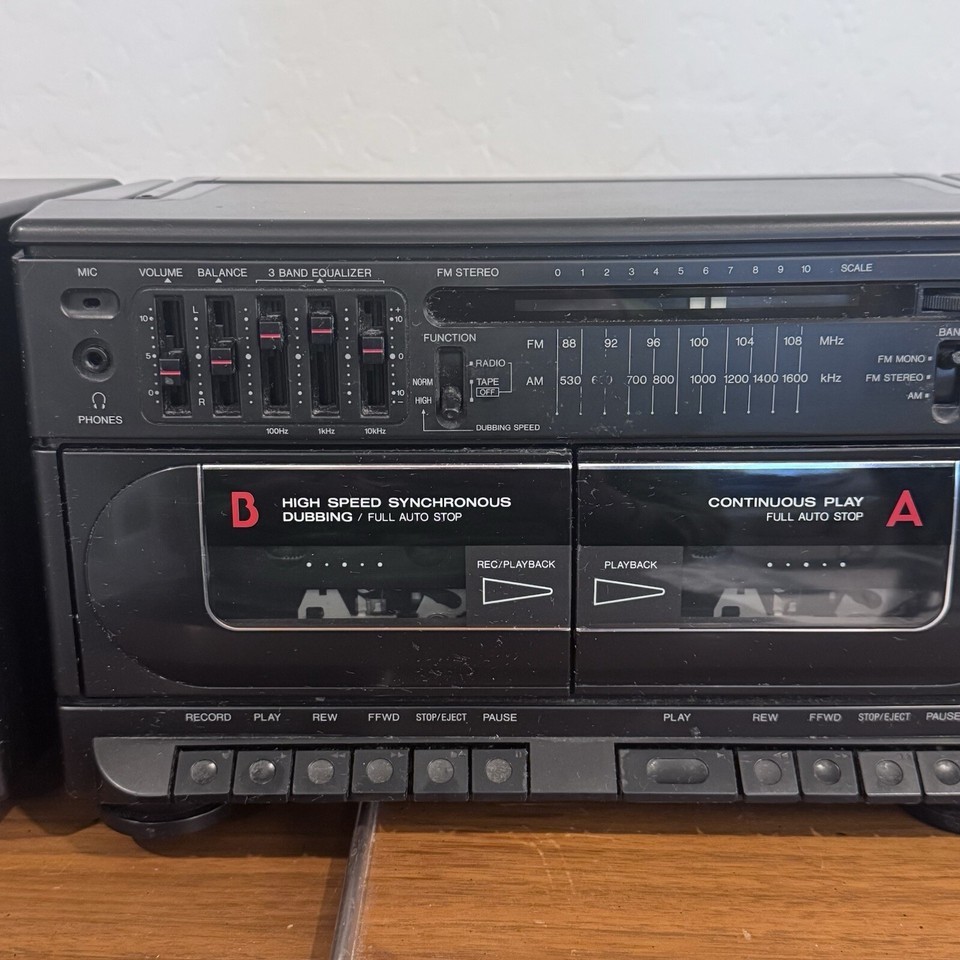 MIC
VOLUME BALANCE 3 BAND EQUALIZER
FM STEREO
0 1 2 3 4 5 6 7 8 9 10 SCALE
10 L + 10
5 0
0 R 10 −
100Hz 1kHz 10kHz
PHONES
FUNCTION
RADIO
NORM TAPE
HIGH OFF
DUBBING SPEED
FM 88 92 96 100 104 108 MHz
AM 530 600 700 800 1000 1200 1400 1600 kHz
BAN
FM MONO
FM STEREO
AM
B HIGH SPEED SYNCHRONOUS
DUBBING / FULL AUTO STOP
REC/PLAYBACK
CONTINUOUS PLAY A
FULL AUTO STOP
PLAYBACK
RECORD PLAY REW FFWD STOP/EJECT PAUSE
PLAY REW FFWD STOP/EJECT PAUSE